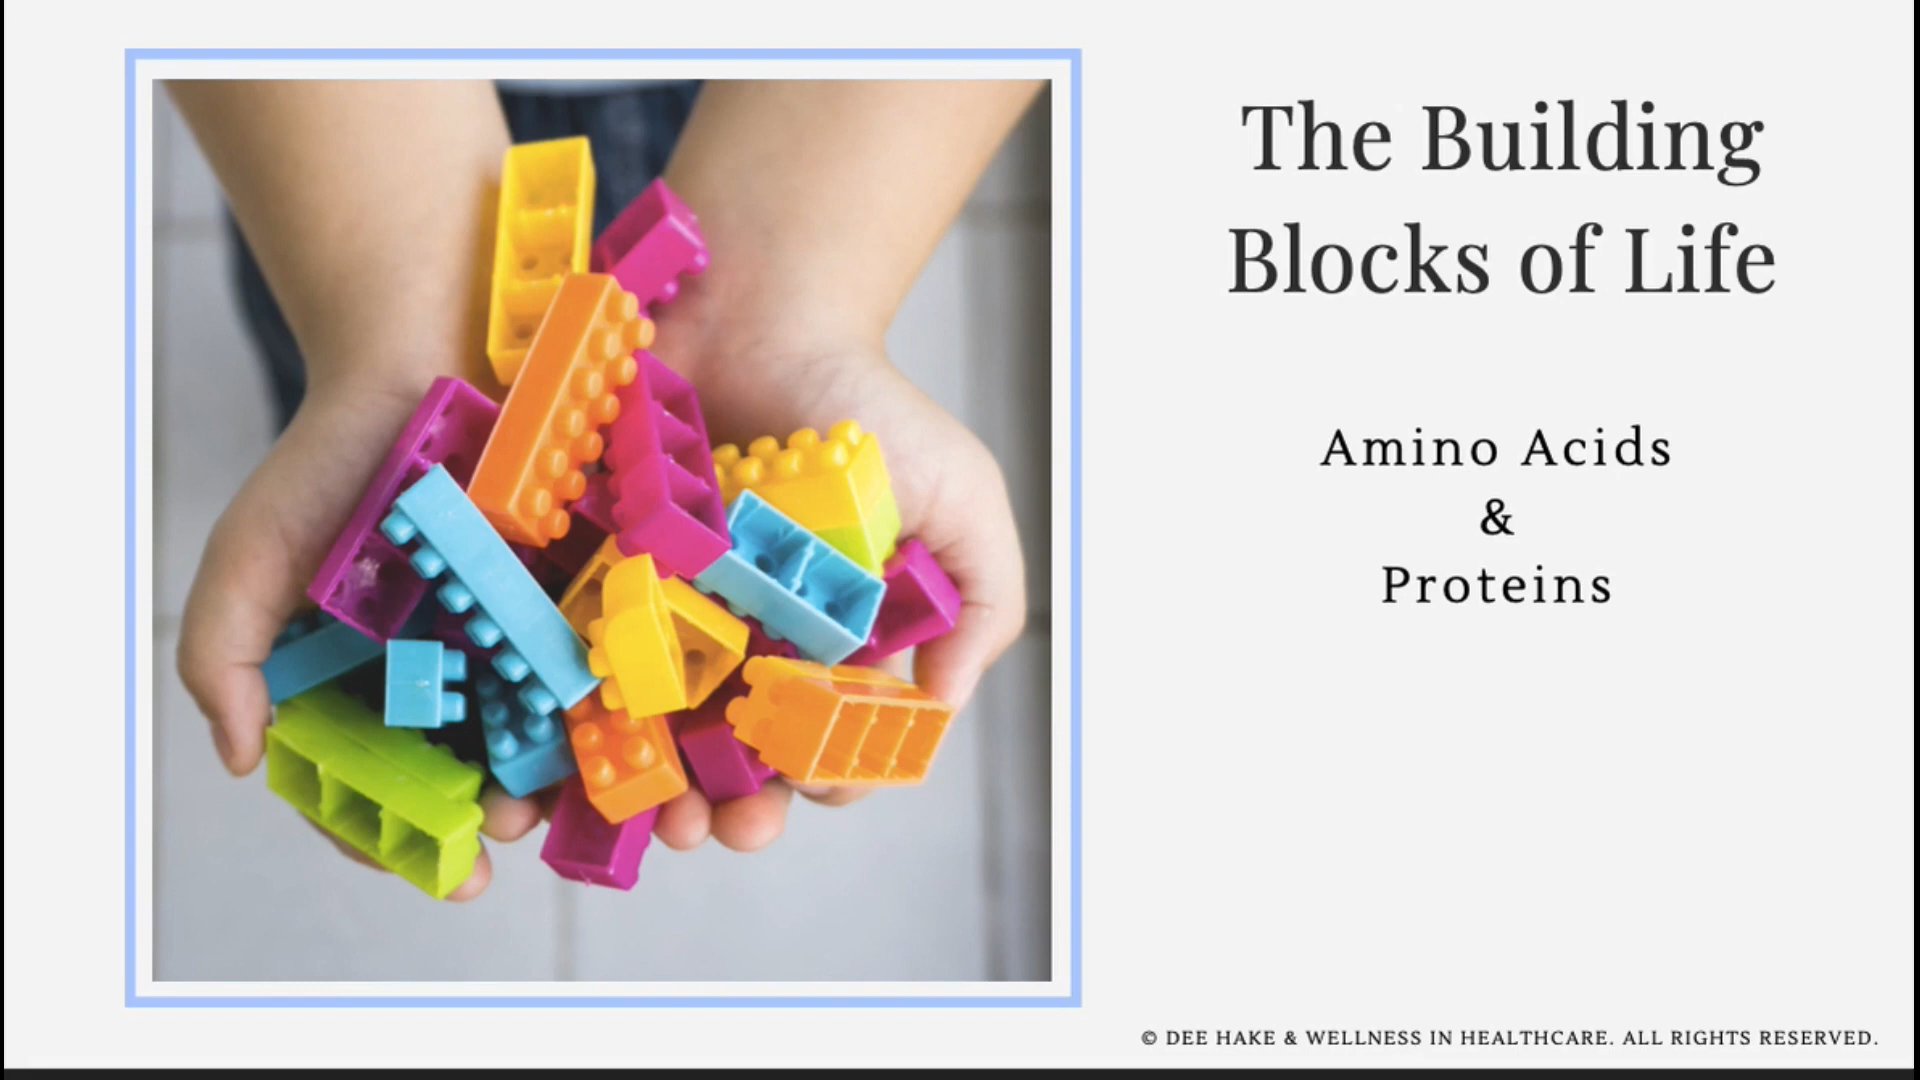 The Building
Blocks of Life
Amino Acids
&
Proteins
© DEE HAKE & WELLNESS IN HEALTHCARE. ALL RIGHTS RESERVED.